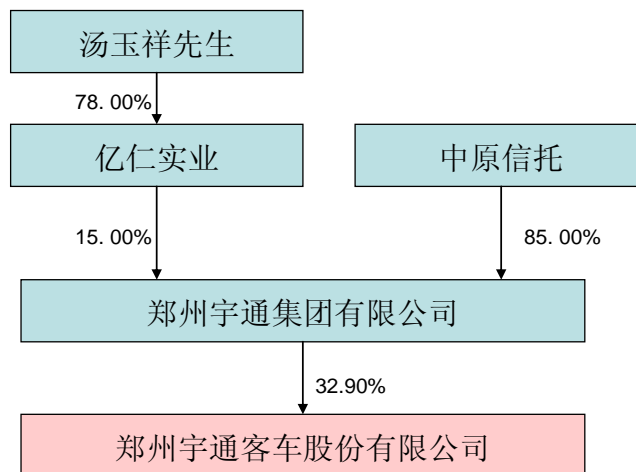 汤玉祥先生
78.00%
亿仁实业
中原信托
15.00%
85.00%
郑州宇通集团有限公司
32.90%
郑州宇通客车股份有限公司